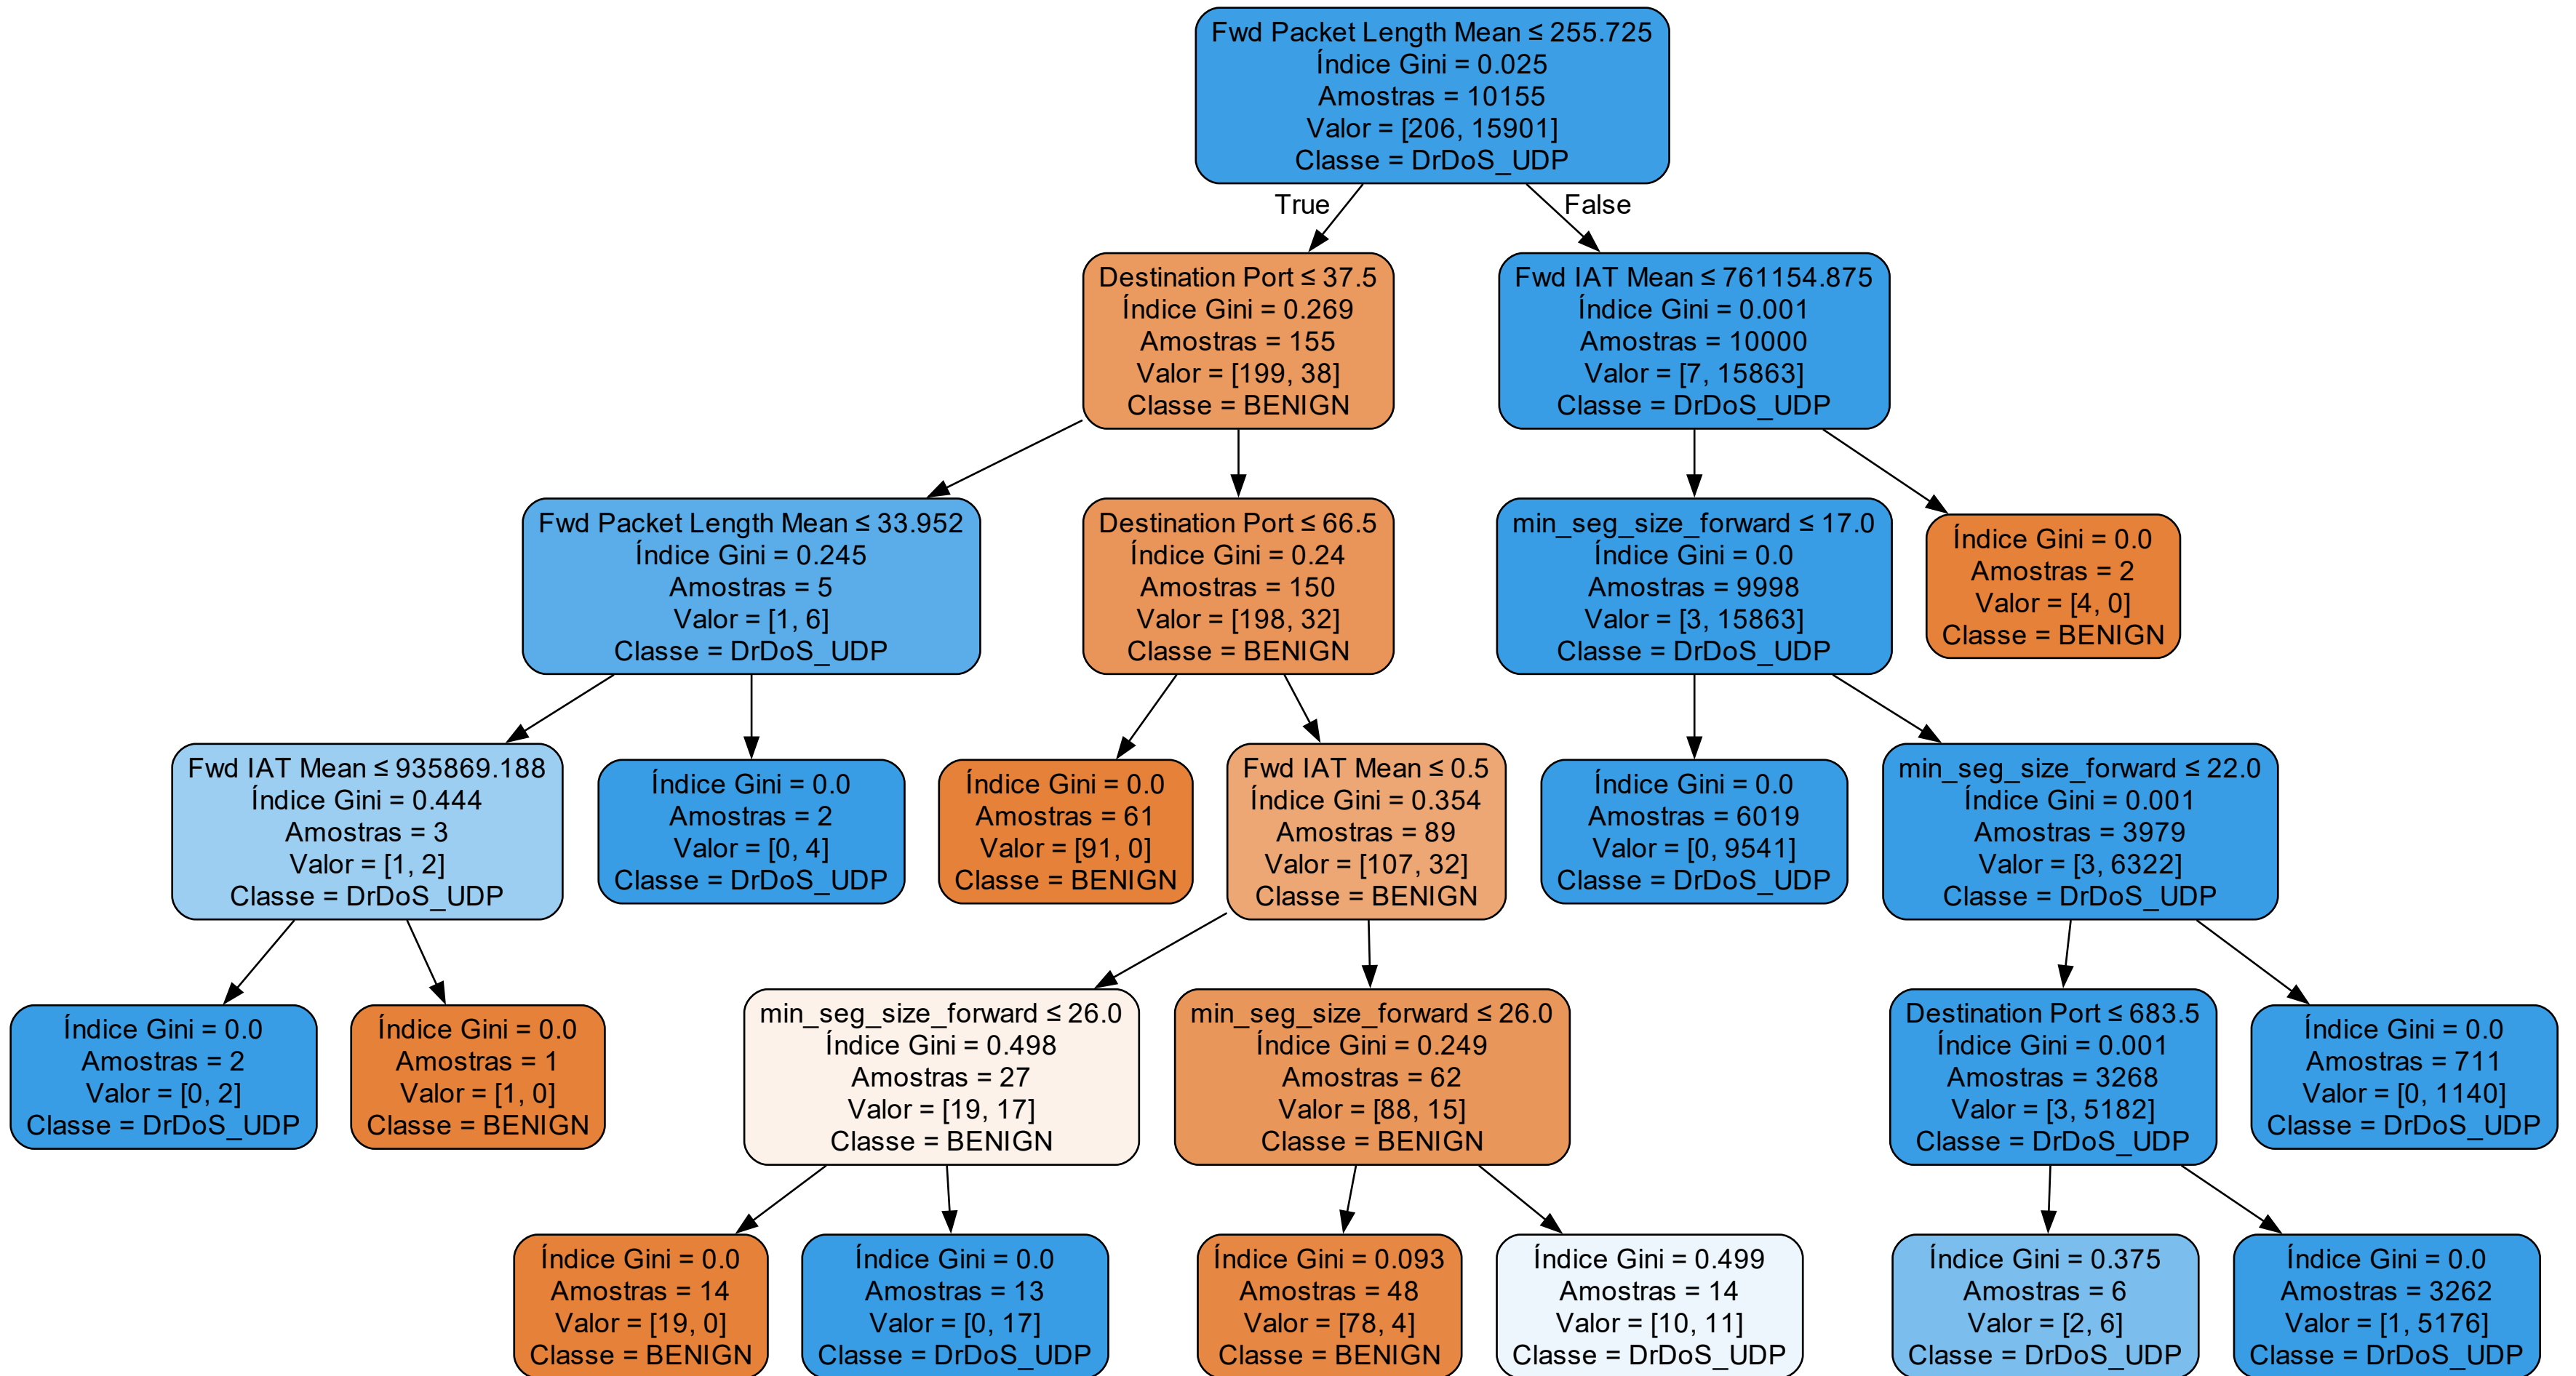 Fwd Packet Length Mean ≤ 255.725
Índice Gini = 0.025
Amostras = 10155
Valor = [206, 15901]
Classe = DrDoS_UDP
True
False
Destination Port ≤ 37.5
Índice Gini = 0.269
Amostras = 155
Valor = [199, 38]
Classe = BENIGN
Fwd IAT Mean ≤ 761154.875
Índice Gini = 0.001
Amostras = 10000
Valor = [7, 15863]
Classe = DrDoS_UDP
Fwd Packet Length Mean ≤ 33.952
Índice Gini = 0.245
Amostras = 5
Valor = [1, 6]
Classe = DrDoS_UDP
Destination Port ≤ 66.5
Índice Gini = 0.24
Amostras = 150
Valor = [198, 32]
Classe = BENIGN
min_seg_size_forward ≤ 17.0
Índice Gini = 0.0
Amostras = 9998
Valor = [3, 15863]
Classe = DrDoS_UDP
Índice Gini = 0.0
Amostras = 2
Valor = [4, 0]
Classe = BENIGN
Fwd IAT Mean ≤ 935869.188
Índice Gini = 0.444
Amostras = 3
Valor = [1, 2]
Classe = DrDoS_UDP
Índice Gini = 0.0
Amostras = 2
Valor = [0, 4]
Classe = DrDoS_UDP
Índice Gini = 0.0
Amostras = 61
Valor = [91, 0]
Classe = BENIGN
Fwd IAT Mean ≤ 0.5
Índice Gini = 0.354
Amostras = 89
Valor = [107, 32]
Classe = BENIGN
Índice Gini = 0.0
Amostras = 6019
Valor = [0, 9541]
Classe = DrDoS_UDP
min_seg_size_forward ≤ 22.0
Índice Gini = 0.001
Amostras = 3979
Valor = [3, 6322]
Classe = DrDoS_UDP
Índice Gini = 0.0
Amostras = 2
Valor = [0, 2]
Classe = DrDoS_UDP
Índice Gini = 0.0
Amostras = 1
Valor = [1, 0]
Classe = BENIGN
min_seg_size_forward ≤ 26.0
Índice Gini = 0.498
Amostras = 27
Valor = [19, 17]
Classe = BENIGN
min_seg_size_forward ≤ 26.0
Índice Gini = 0.249
Amostras = 62
Valor = [88, 15]
Classe = BENIGN
Destination Port ≤ 683.5
Índice Gini = 0.001
Amostras = 3268
Valor = [3, 5182]
Classe = DrDoS_UDP
Índice Gini = 0.0
Amostras = 711
Valor = [0, 1140]
Classe = DrDoS_UDP
Índice Gini = 0.0
Amostras = 14
Valor = [19, 0]
Classe = BENIGN
Índice Gini = 0.0
Amostras = 13
Valor = [0, 17]
Classe = DrDoS_UDP
Índice Gini = 0.093
Amostras = 48
Valor = [78, 4]
Classe = BENIGN
Índice Gini = 0.499
Amostras = 14
Valor = [10, 11]
Classe = DrDoS_UDP
Índice Gini = 0.375
Amostras = 6
Valor = [2, 6]
Classe = DrDoS_UDP
Índice Gini = 0.0
Amostras = 3262
Valor = [1, 5176]
Classe = DrDoS_UDP